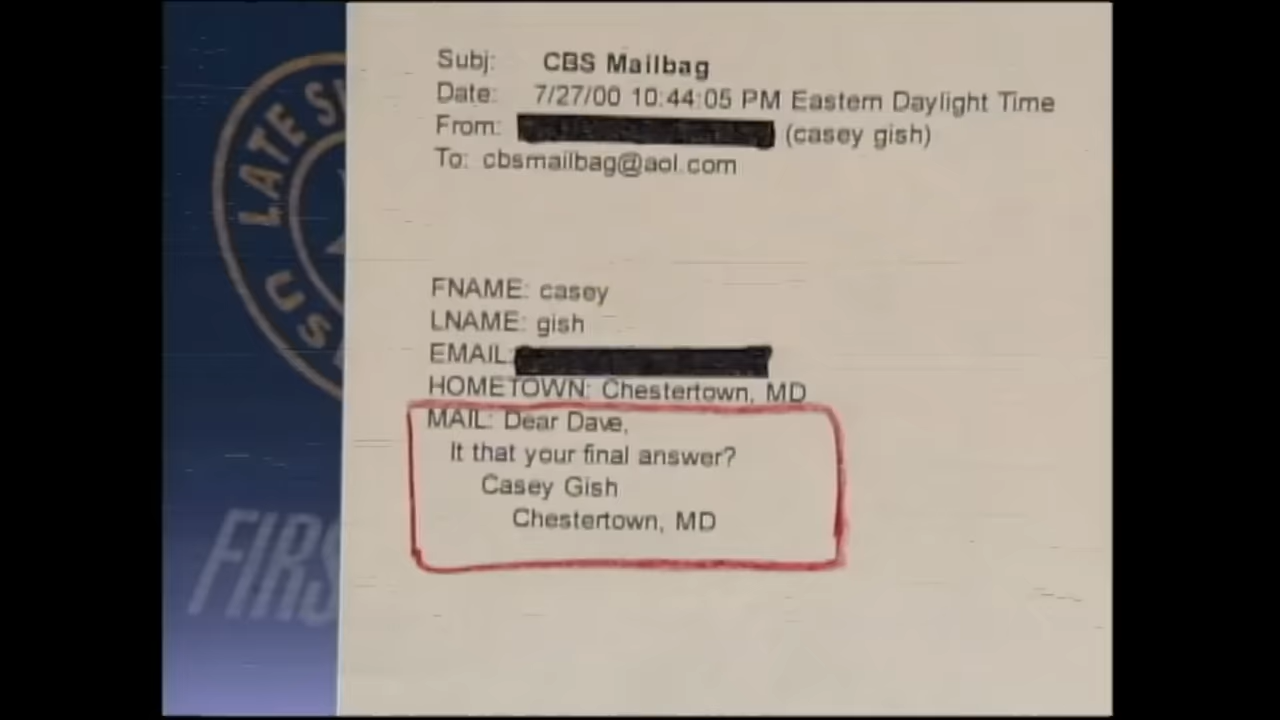 LATE S
US
FIRS
Subj: CBS Mailbag
Date: 7/27/00 10:44:05 PM Eastern Daylight Time
From: (casey gish)
To: cbsmailbag@aol.com
FNAME: casey
LNAME: gish
EMAIL:
HOMETOWN: Chestertown, MD
MAIL: Dear Dave,
It that your final answer?
Casey Gish
Chestertown, MD